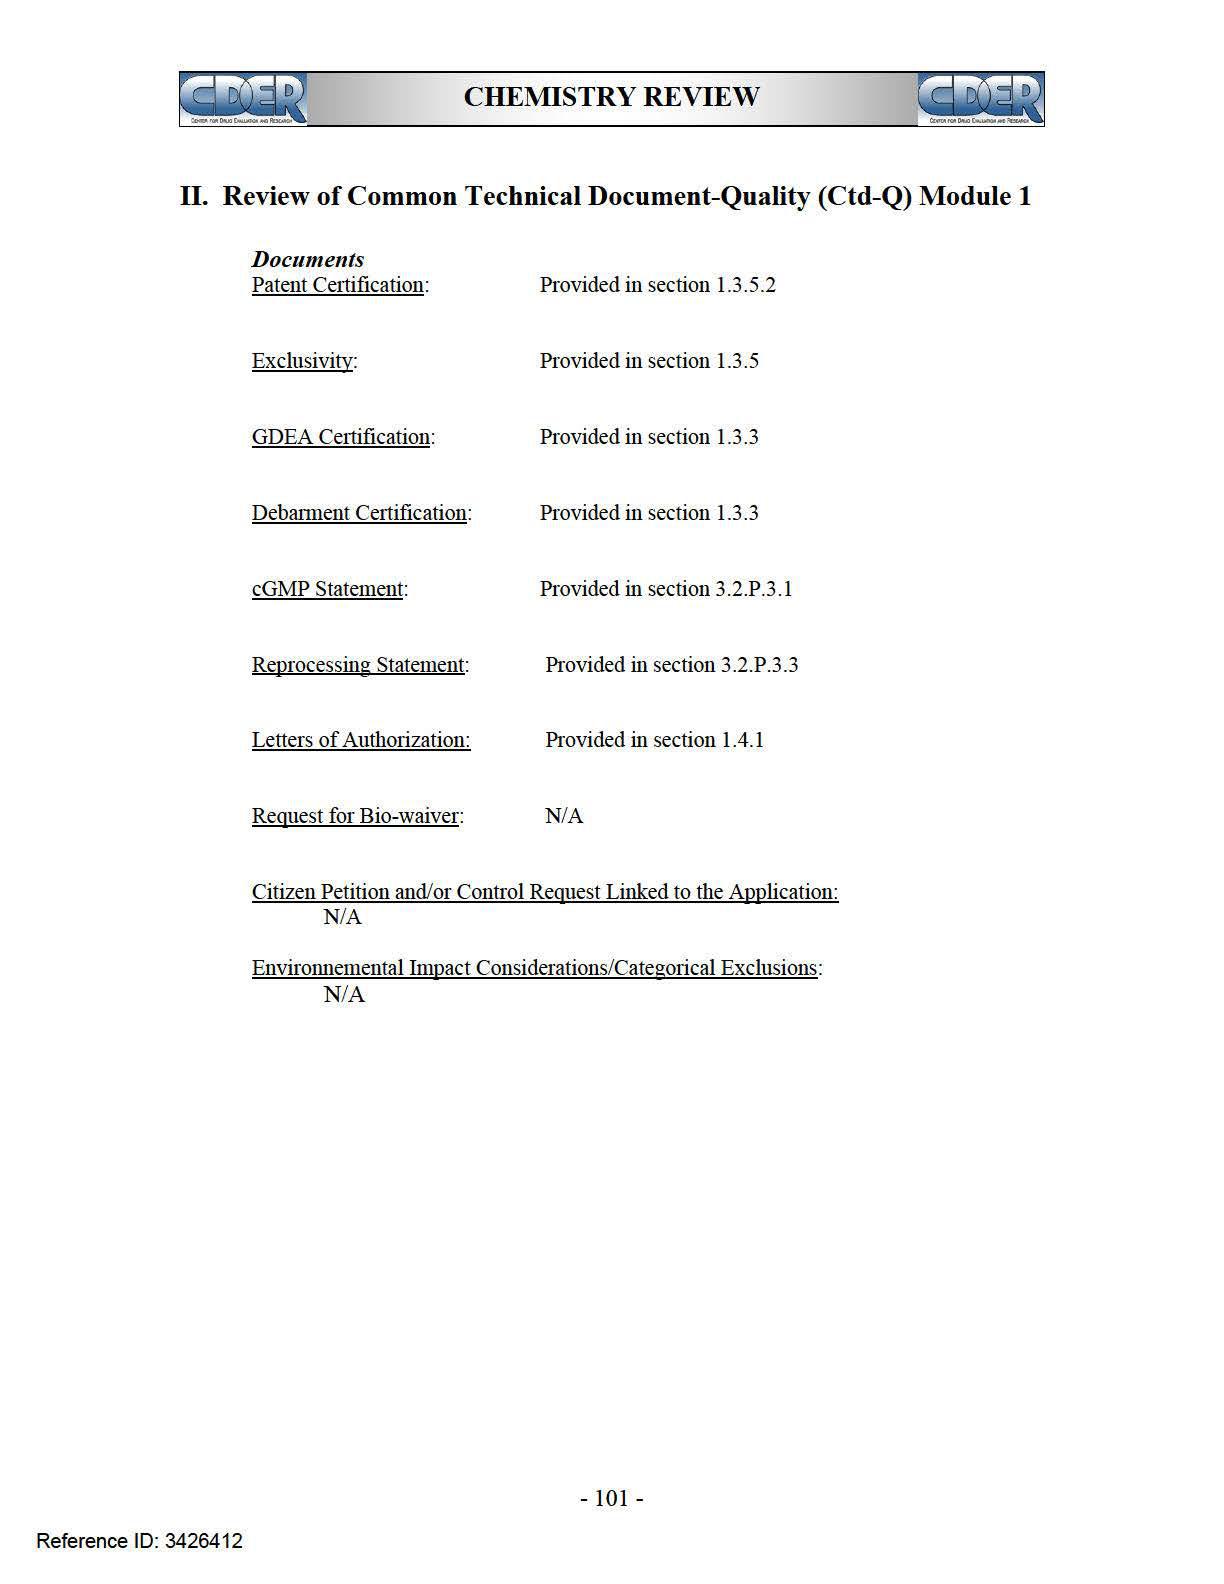 CDER CHEMISTRY REVIEW CDER
CENTER FOR DRUG EVALUATION AND RESEARCH CENTER FOR DRUG EVALUATION AND RESEARCH
II. Review of Common Technical Document-Quality (Ctd-Q) Module 1
Documents
Patent Certification: Provided in section 1.3.5.2
Exclusivity: Provided in section 1.3.5
GDEA Certification: Provided in section 1.3.3
Debarment Certification: Provided in section 1.3.3
cGMP Statement: Provided in section 3.2.P.3.1
Reprocessing Statement: Provided in section 3.2.P.3.3
Letters of Authorization: Provided in section 1.4.1
Request for Bio-waiver: N/A
Citizen Petition and/or Control Request Linked to the Application:
N/A
Environnemental Impact Considerations/Categorical Exclusions:
N/A
- 101 -
Reference ID: 3426412